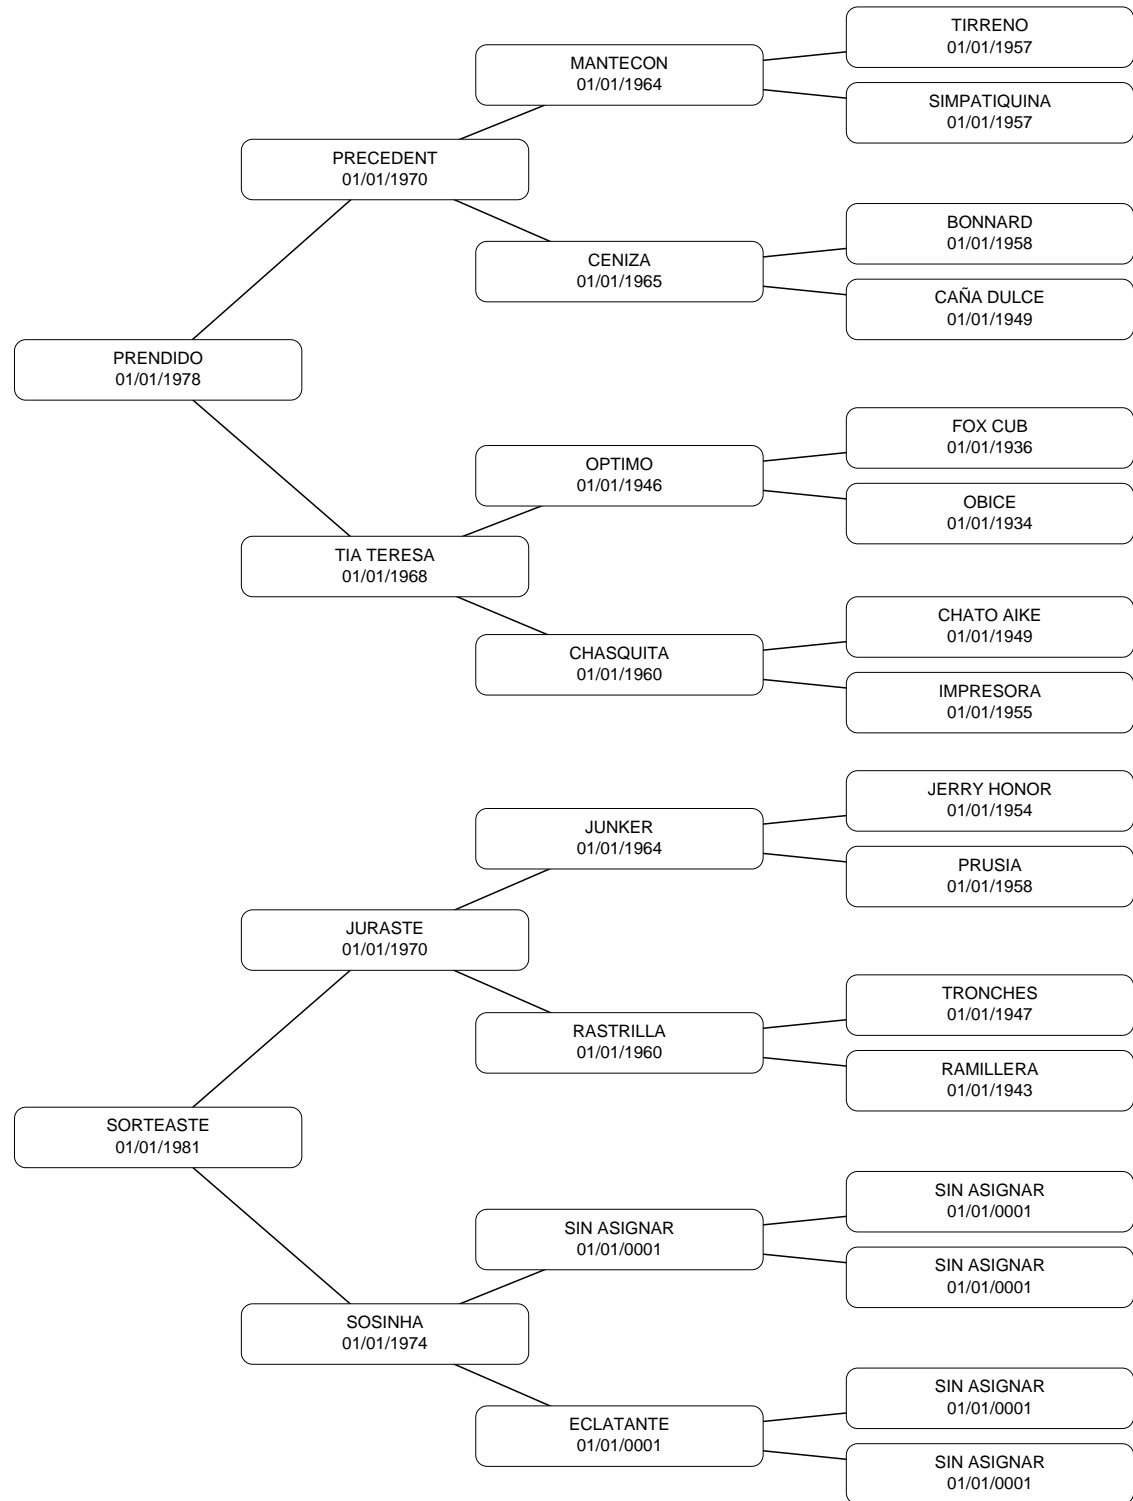 TIRRENO
01/01/1957
MANTECON
01/01/1964
SIMPATIQUINA
01/01/1957
PRECEDENT
01/01/1970
BONNARD
01/01/1958
CENIZA
01/01/1965
CAÑA DULCE
01/01/1949
PRENDIDO
01/01/1978
FOX CUB
01/01/1936
OPTIMO
01/01/1946
OBICE
01/01/1934
TIA TERESA
01/01/1968
CHATO AIKE
01/01/1949
CHASQUITA
01/01/1960
IMPRESORA
01/01/1955
JERRY HONOR
01/01/1954
JUNKER
01/01/1964
PRUSIA
01/01/1958
JURASTE
01/01/1970
TRONCHES
01/01/1947
RASTRILLA
01/01/1960
RAMILLERA
01/01/1943
SORTEASTE
01/01/1981
SIN ASIGNAR
01/01/0001
SIN ASIGNAR
01/01/0001
SIN ASIGNAR
01/01/0001
SOSINHA
01/01/1974
SIN ASIGNAR
01/01/0001
ECLATANTE
01/01/0001
SIN ASIGNAR
01/01/0001